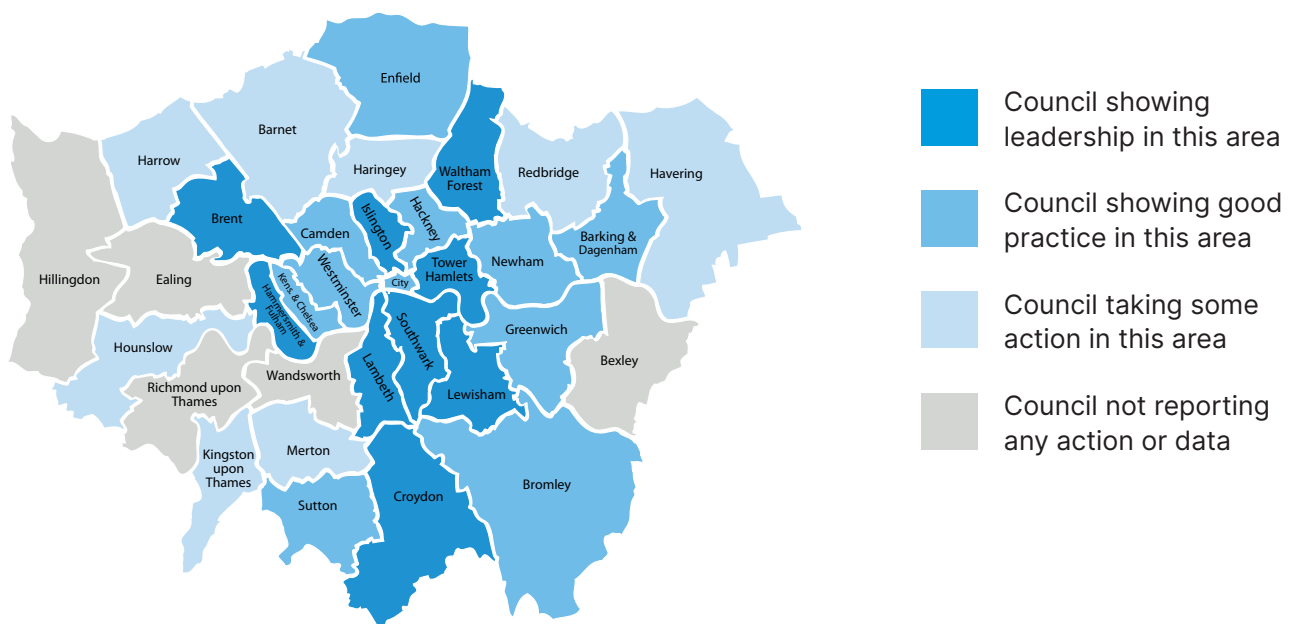 Enfield
Barnet
Harrow
Haringey
Waltham
Forest
Redbridge
Havering
Brent
Islington
Hackney
Camden
Barking &
Dagenham
Hillingdon
Ealing
Kens. & Chelsea
Westminster
City
Tower
Hamlets
Newham
Hammersmith &
Fulham
Hounslow
Greenwich
Bexley
Richmond upon
Thames
Wandsworth
Lambeth
Southwark
Lewisham
Kingston
upon
Thames
Merton
Sutton
Croydon
Bromley
Council showing
leadership in this area
Council showing good
practice in this area
Council taking some
action in this area
Council not reporting
any action or data